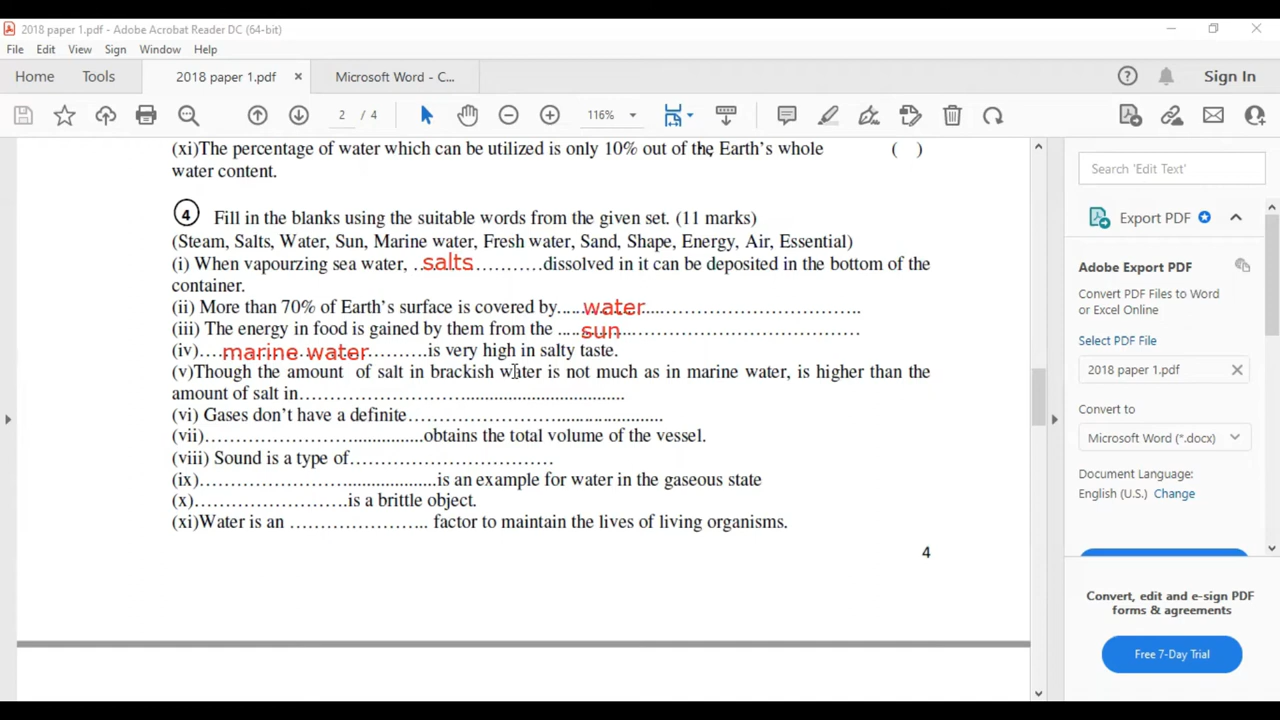 2018 paper 1.pdf - Adobe Acrobat Reader DC (64-bit)
File Edit View Sign Window Help
Home Tools 2018 paper 1.pdf × Microsoft Word - C... Sign In
2 / 4 116%
(xi)The percentage of water which can be utilized is only 10% out of the Earth's whole ( )
water content.
4 Fill in the blanks using the suitable words from the given set. (11 marks)
(Steam, Salts, Water, Sun, Marine water, Fresh water, Sand, Shape, Energy, Air, Essential)
(i) When vapourzing sea water, ...salts............dissolved in it can be deposited in the bottom of the
container.
(ii) More than 70% of Earth's surface is covered by.....water........................................
(iii) The energy in food is gained by them from the .....sun........................................
(iv)....marine water............is very high in salty taste.
(v)Though the amount of salt in brackish water is not much as in marine water, is higher than the
amount of salt in............................................................
(vi) Gases don't have a definite................................................
(vii)........................................obtains the total volume of the vessel.
(viii) Sound is a type of................................
(ix)..........................................is an example for water in the gaseous state
(x)..........................is a brittle object.
(xi)Water is an ........................ factor to maintain the lives of living organisms.
4
Search 'Edit Text'
Export PDF
Adobe Export PDF
Convert PDF Files to Word
or Excel Online
Select PDF File
2018 paper 1.pdf
Convert to
Microsoft Word (*.docx)
Document Language:
English (U.S.) Change
Convert, edit and e-sign PDF
forms & agreements
Free 7-Day Trial